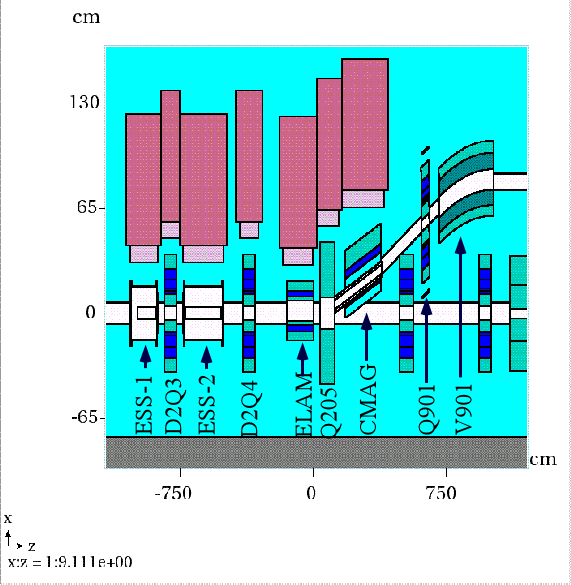 cm
130
65
0
-65
ESS-1
D2Q3
ESS-2
D2Q4
ELAM
Q205
CMAG
Q901
V901
cm
-750
0
750
x
z
x:z = 1:9.111e+00